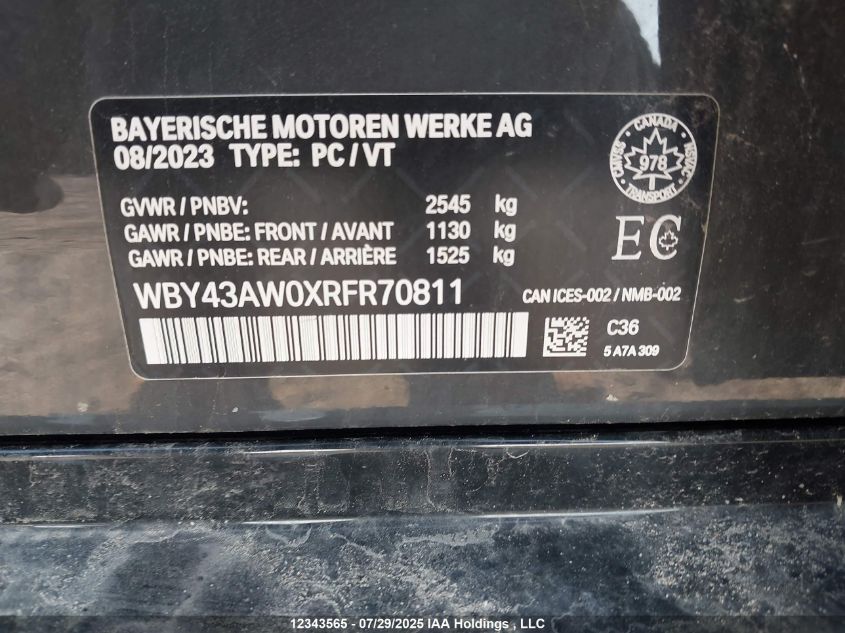 BAYERISCHE MOTOREN WERKE AG
08/2023 TYPE: PC/VT
CANADA
CMVSS
978
NSVAC
TRANSPORT
GVWR / PNBV: 2545 kg
GAWR / PNBE: FRONT / AVANT 1130 kg
GAWR / PNBE: REAR / ARRIÈRE 1525 kg
EC
WBY43AW0XRFR70811
CAN ICES-002 / NMB-002
C36
5 A7A 309
12343565 - 07/29/2025 IAA Holdings , LLC